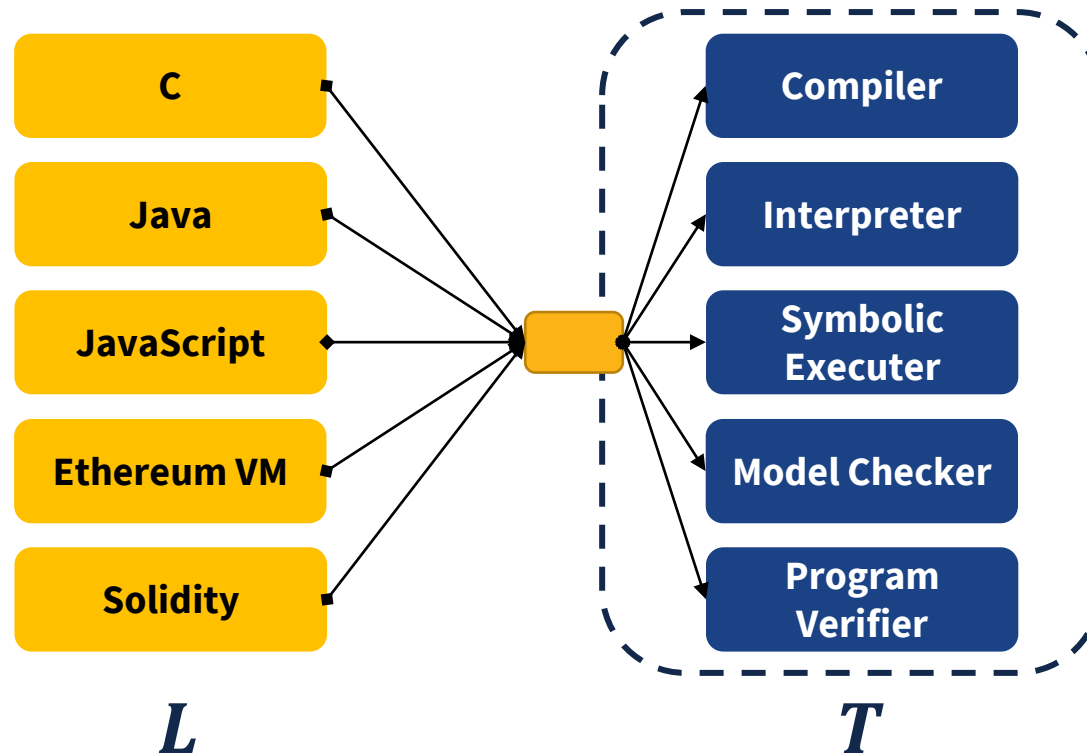 C
Java
JavaScript
Ethereum VM
Solidity
L
Compiler
Interpreter
Symbolic
Executer
Model Checker
Program
Verifier
T